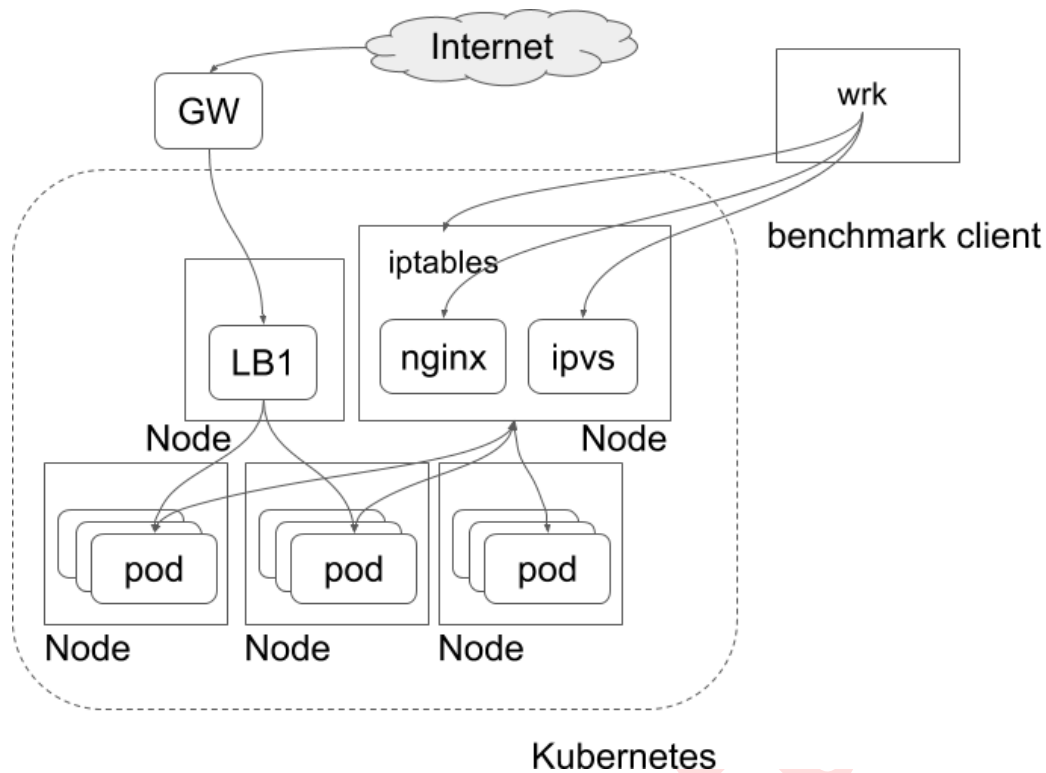 Internet
GW
wrk
benchmark client
iptables
LB1
nginx
ipvs
Node
Node
pod
pod
pod
Node
Node
Node
Kubernetes